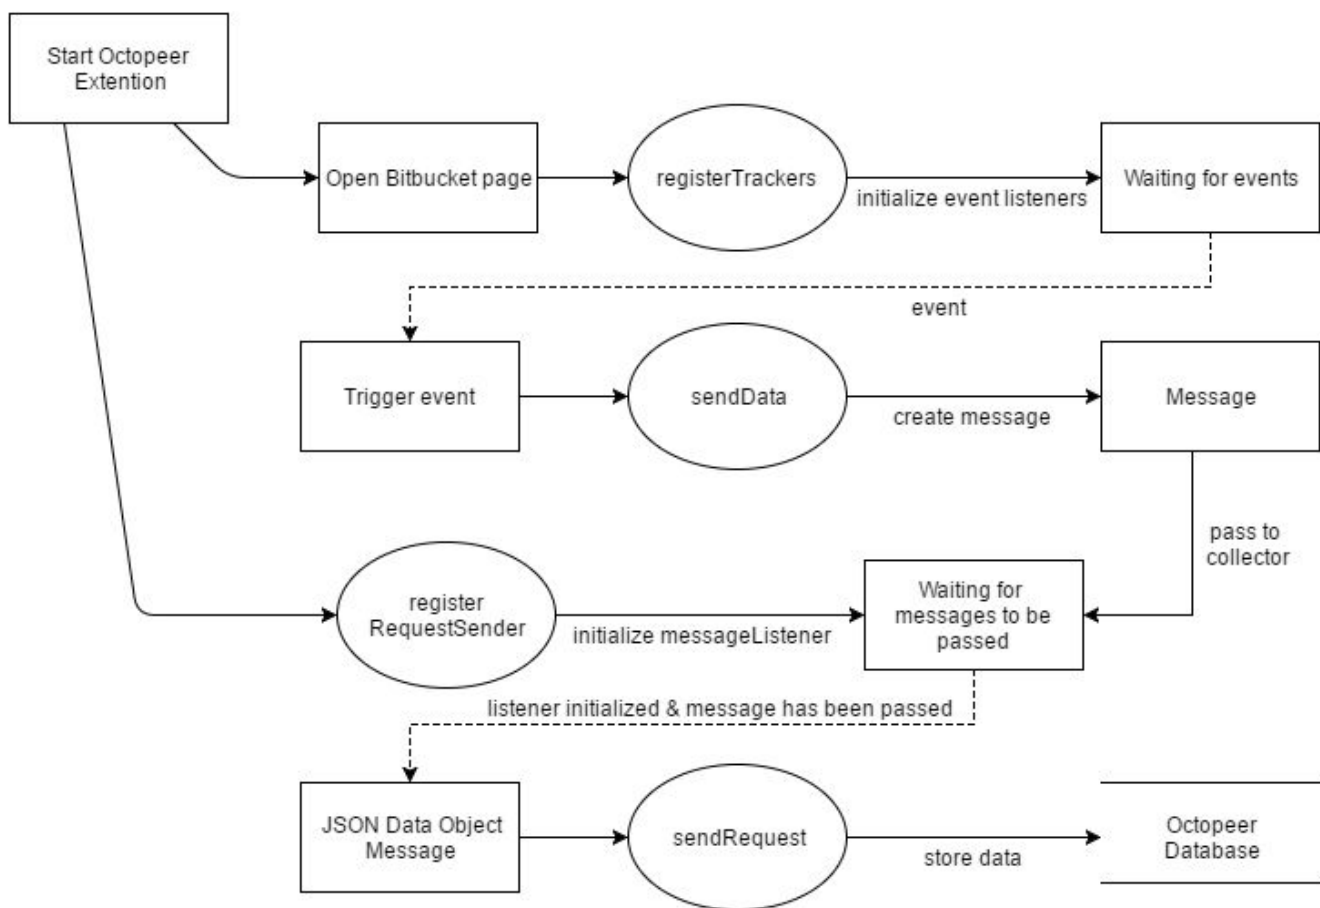 Start Octopeer
Extention
Open Bitbucket page
registerTrackers
initialize event listeners
Waiting for events
event
Trigger event
sendData
create message
Message
pass to
collector
register
RequestSender
initialize messageListener
Waiting for
messages to be
passed
listener initialized & message has been passed
JSON Data Object
Message
sendRequest
store data
Octopeer
Database